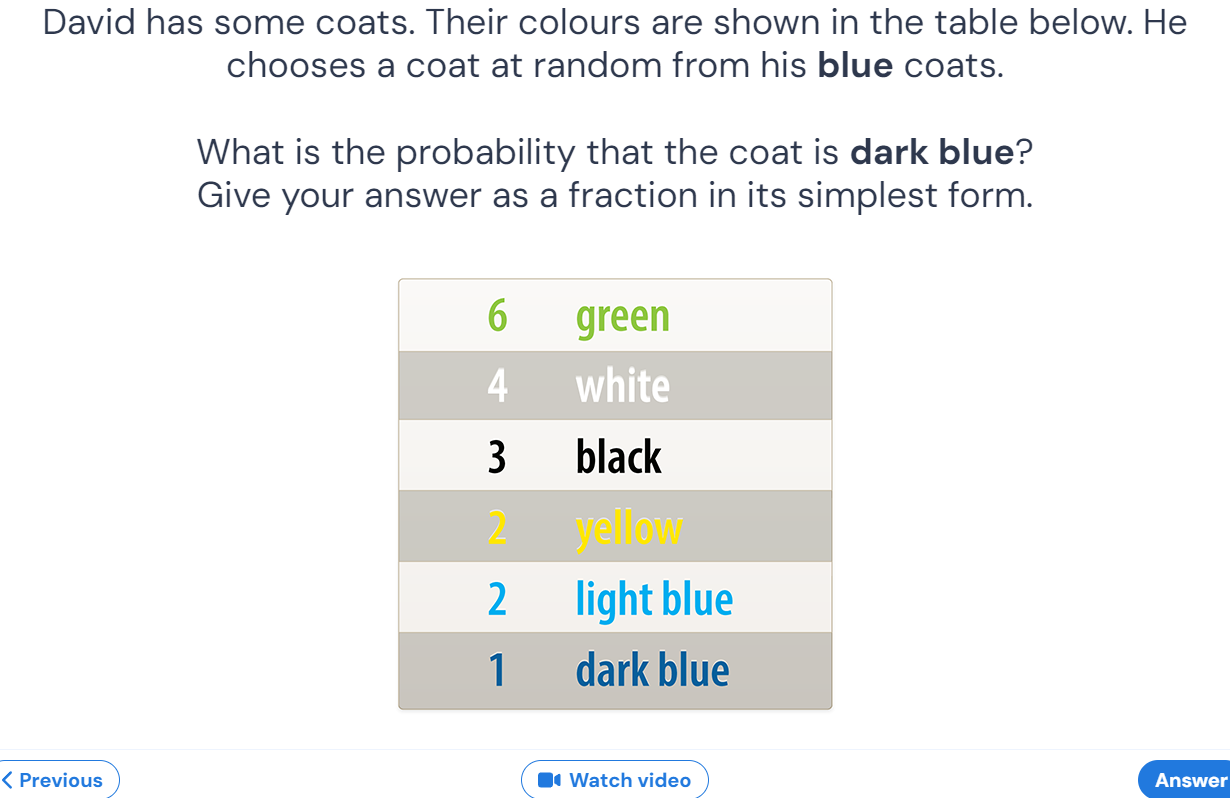 David has some coats. Their colours are shown in the table below. He
chooses a coat at random from his blue coats.
What is the probability that the coat is dark blue?
Give your answer as a fraction in its simplest form.
6 green
4 white
3 black
2 yellow
2 light blue
1 dark blue
Previous
Watch video
Answer